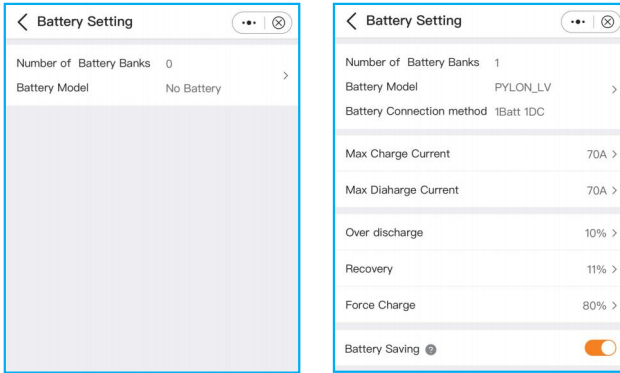 Battery Setting
Number of Battery Banks 0
Battery Model No Battery
Battery Setting
Number of Battery Banks 1
Battery Model PYLON_LV
Battery Connection method 1Batt 1DC
Max Charge Current 70A
Max Diaharge Current 70A
Over discharge 10%
Recovery 11%
Force Charge 80%
Battery Saving